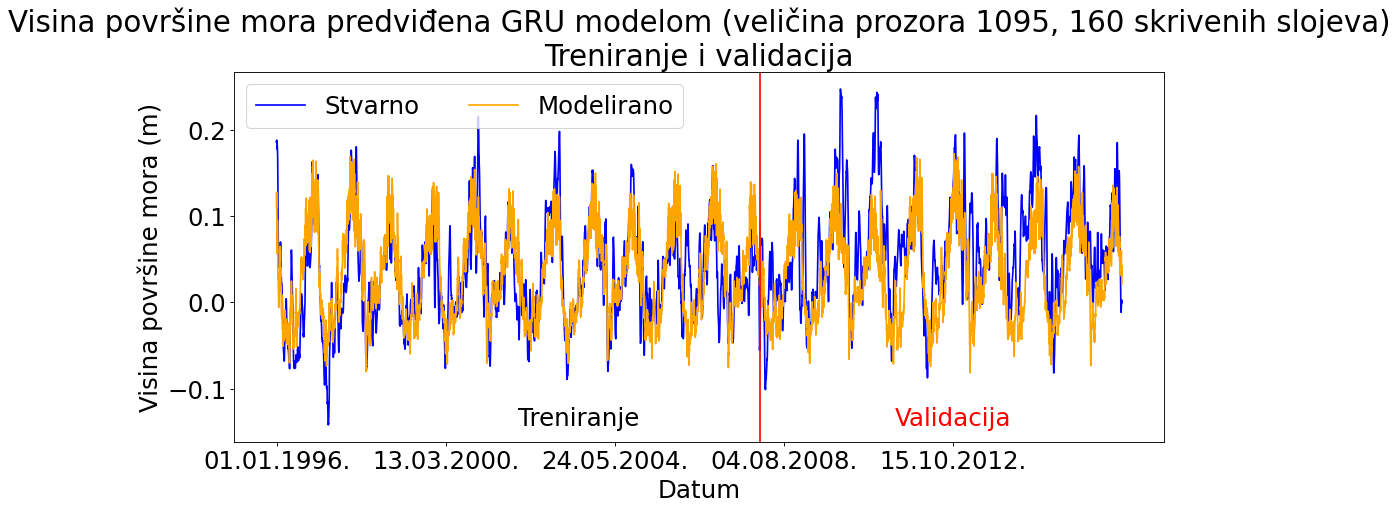 Visina površine mora predviđena GRU modelom (veličina prozora 1095, 160 skrivenih slojeva)
Treniranje i validacija
Stvarno
Modelirano
Visina površine mora (m)
0.2
0.1
0.0
−0.1
Treniranje
Validacija
01.01.1996.
13.03.2000.
24.05.2004.
04.08.2008.
15.10.2012.
Datum